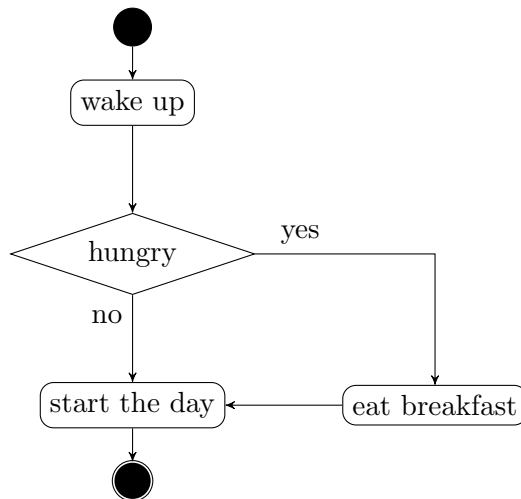 wake up
hungry
yes
no
start the day
eat breakfast